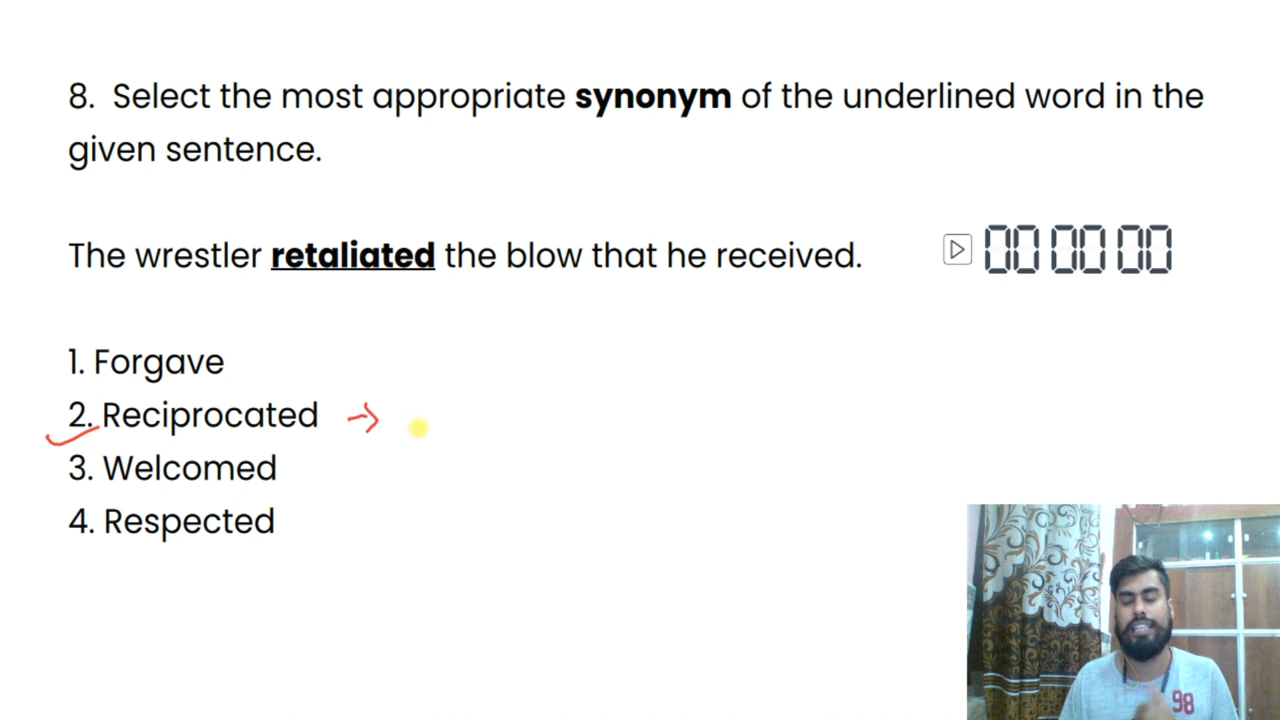 8. Select the most appropriate synonym of the underlined word in the
given sentence.
The wrestler retaliated the blow that he received.
00 00 00
1. Forgave
2. Reciprocated
3. Welcomed
4. Respected
98